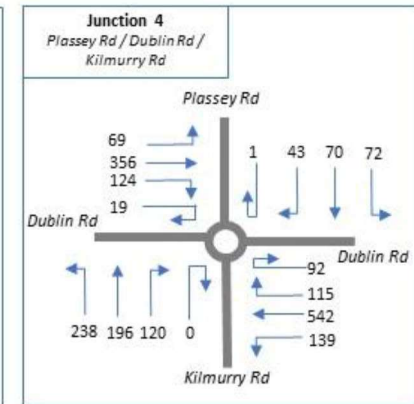 Junction 4
Plassey Rd / Dublin Rd /
Kilmurry Rd
Plassey Rd
69
356
124
19
1 43 70 72
Dublin Rd
Dublin Rd
92
115
542
139
238 196 120 0
Kilmurry Rd